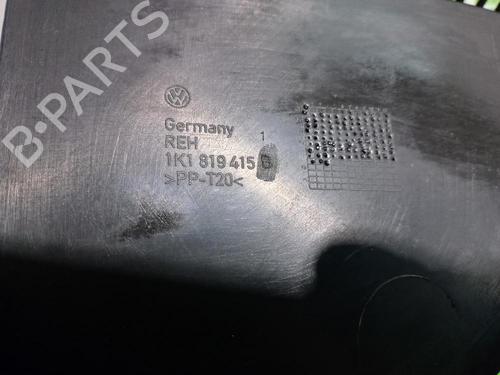 B-PARTS
Germany
REH
1
1K1 819 415
>PP-T20<